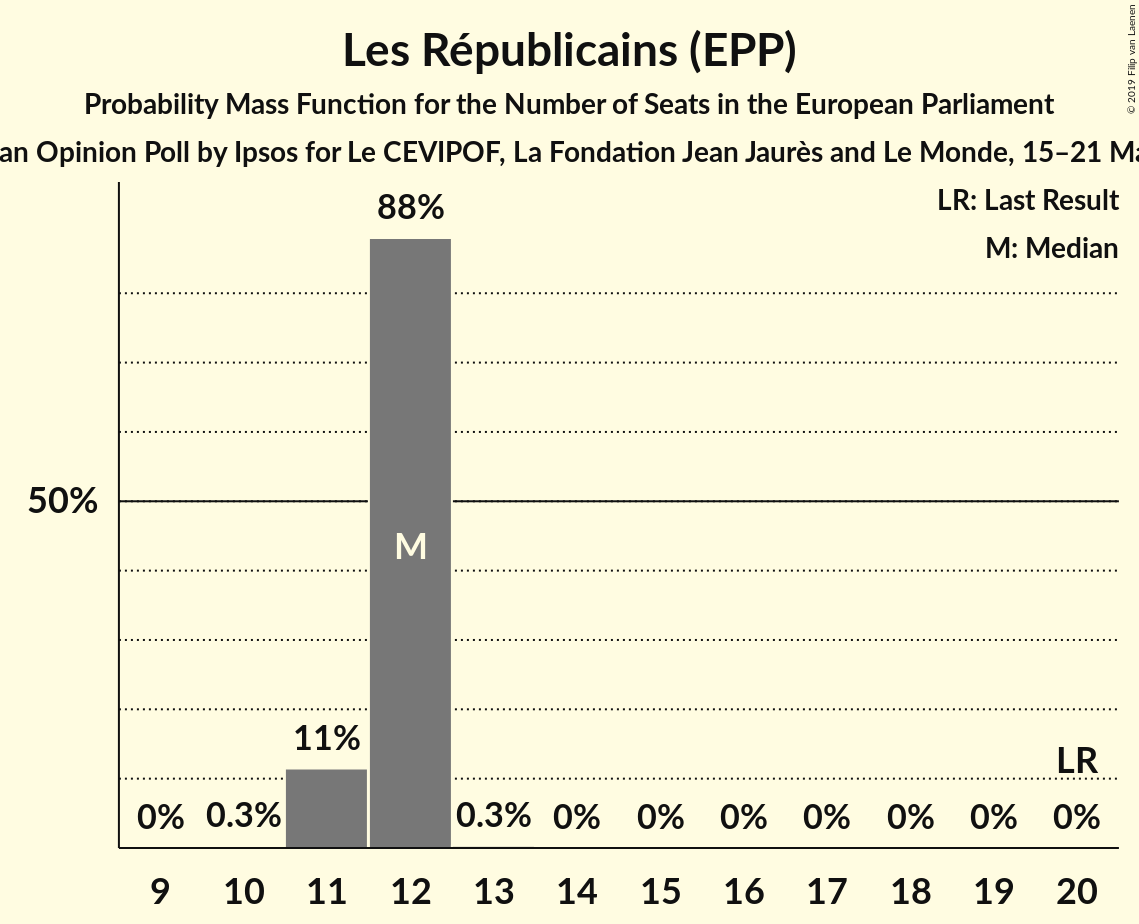 Les Républicains (EPP)
Probability Mass Function for the Number of Seats in the European Parliament
an Opinion Poll by Ipsos for Le CEVIPOF, La Fondation Jean Jaurès and Le Monde, 15–21
© 2019 Filip van Laenen
LR: Last Result
M: Median
88%
50%
M
11%
LR
0% 0.3% 0.3% 0% 0% 0% 0% 0% 0% 0%
9 10 11 12 13 14 15 16 17 18 19 20